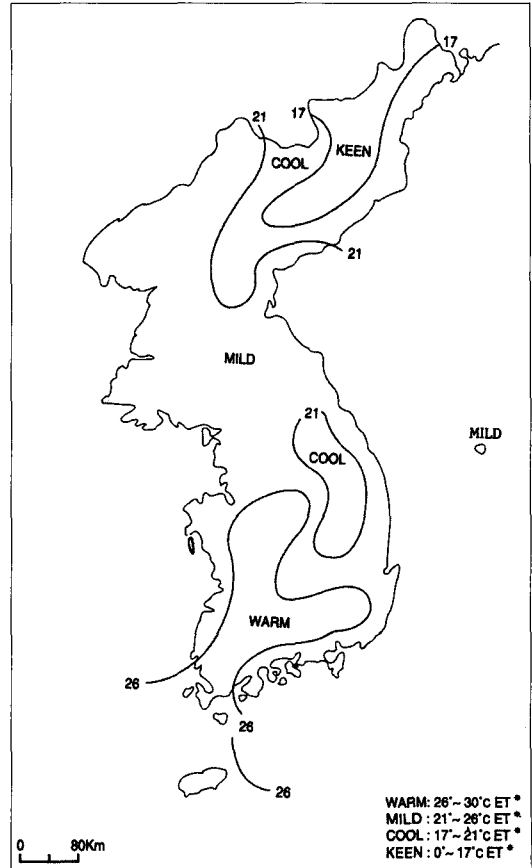 17
21
17
KEEN
COOL
21
MILD
21
MILD
COOL
WARM
26
26
26
WARM: 26°~ 30°c ET *
MILD : 21°~ 26°c ET *
COOL : 17°~ 21°c ET *
KEEN : 0°~ 17°c ET *
0 80Km